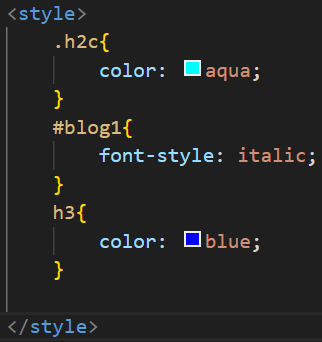 <style>
.h2c{
color: aqua;
}
#blog1{
font-style: italic;
}
h3{
color: blue;
}
</style>